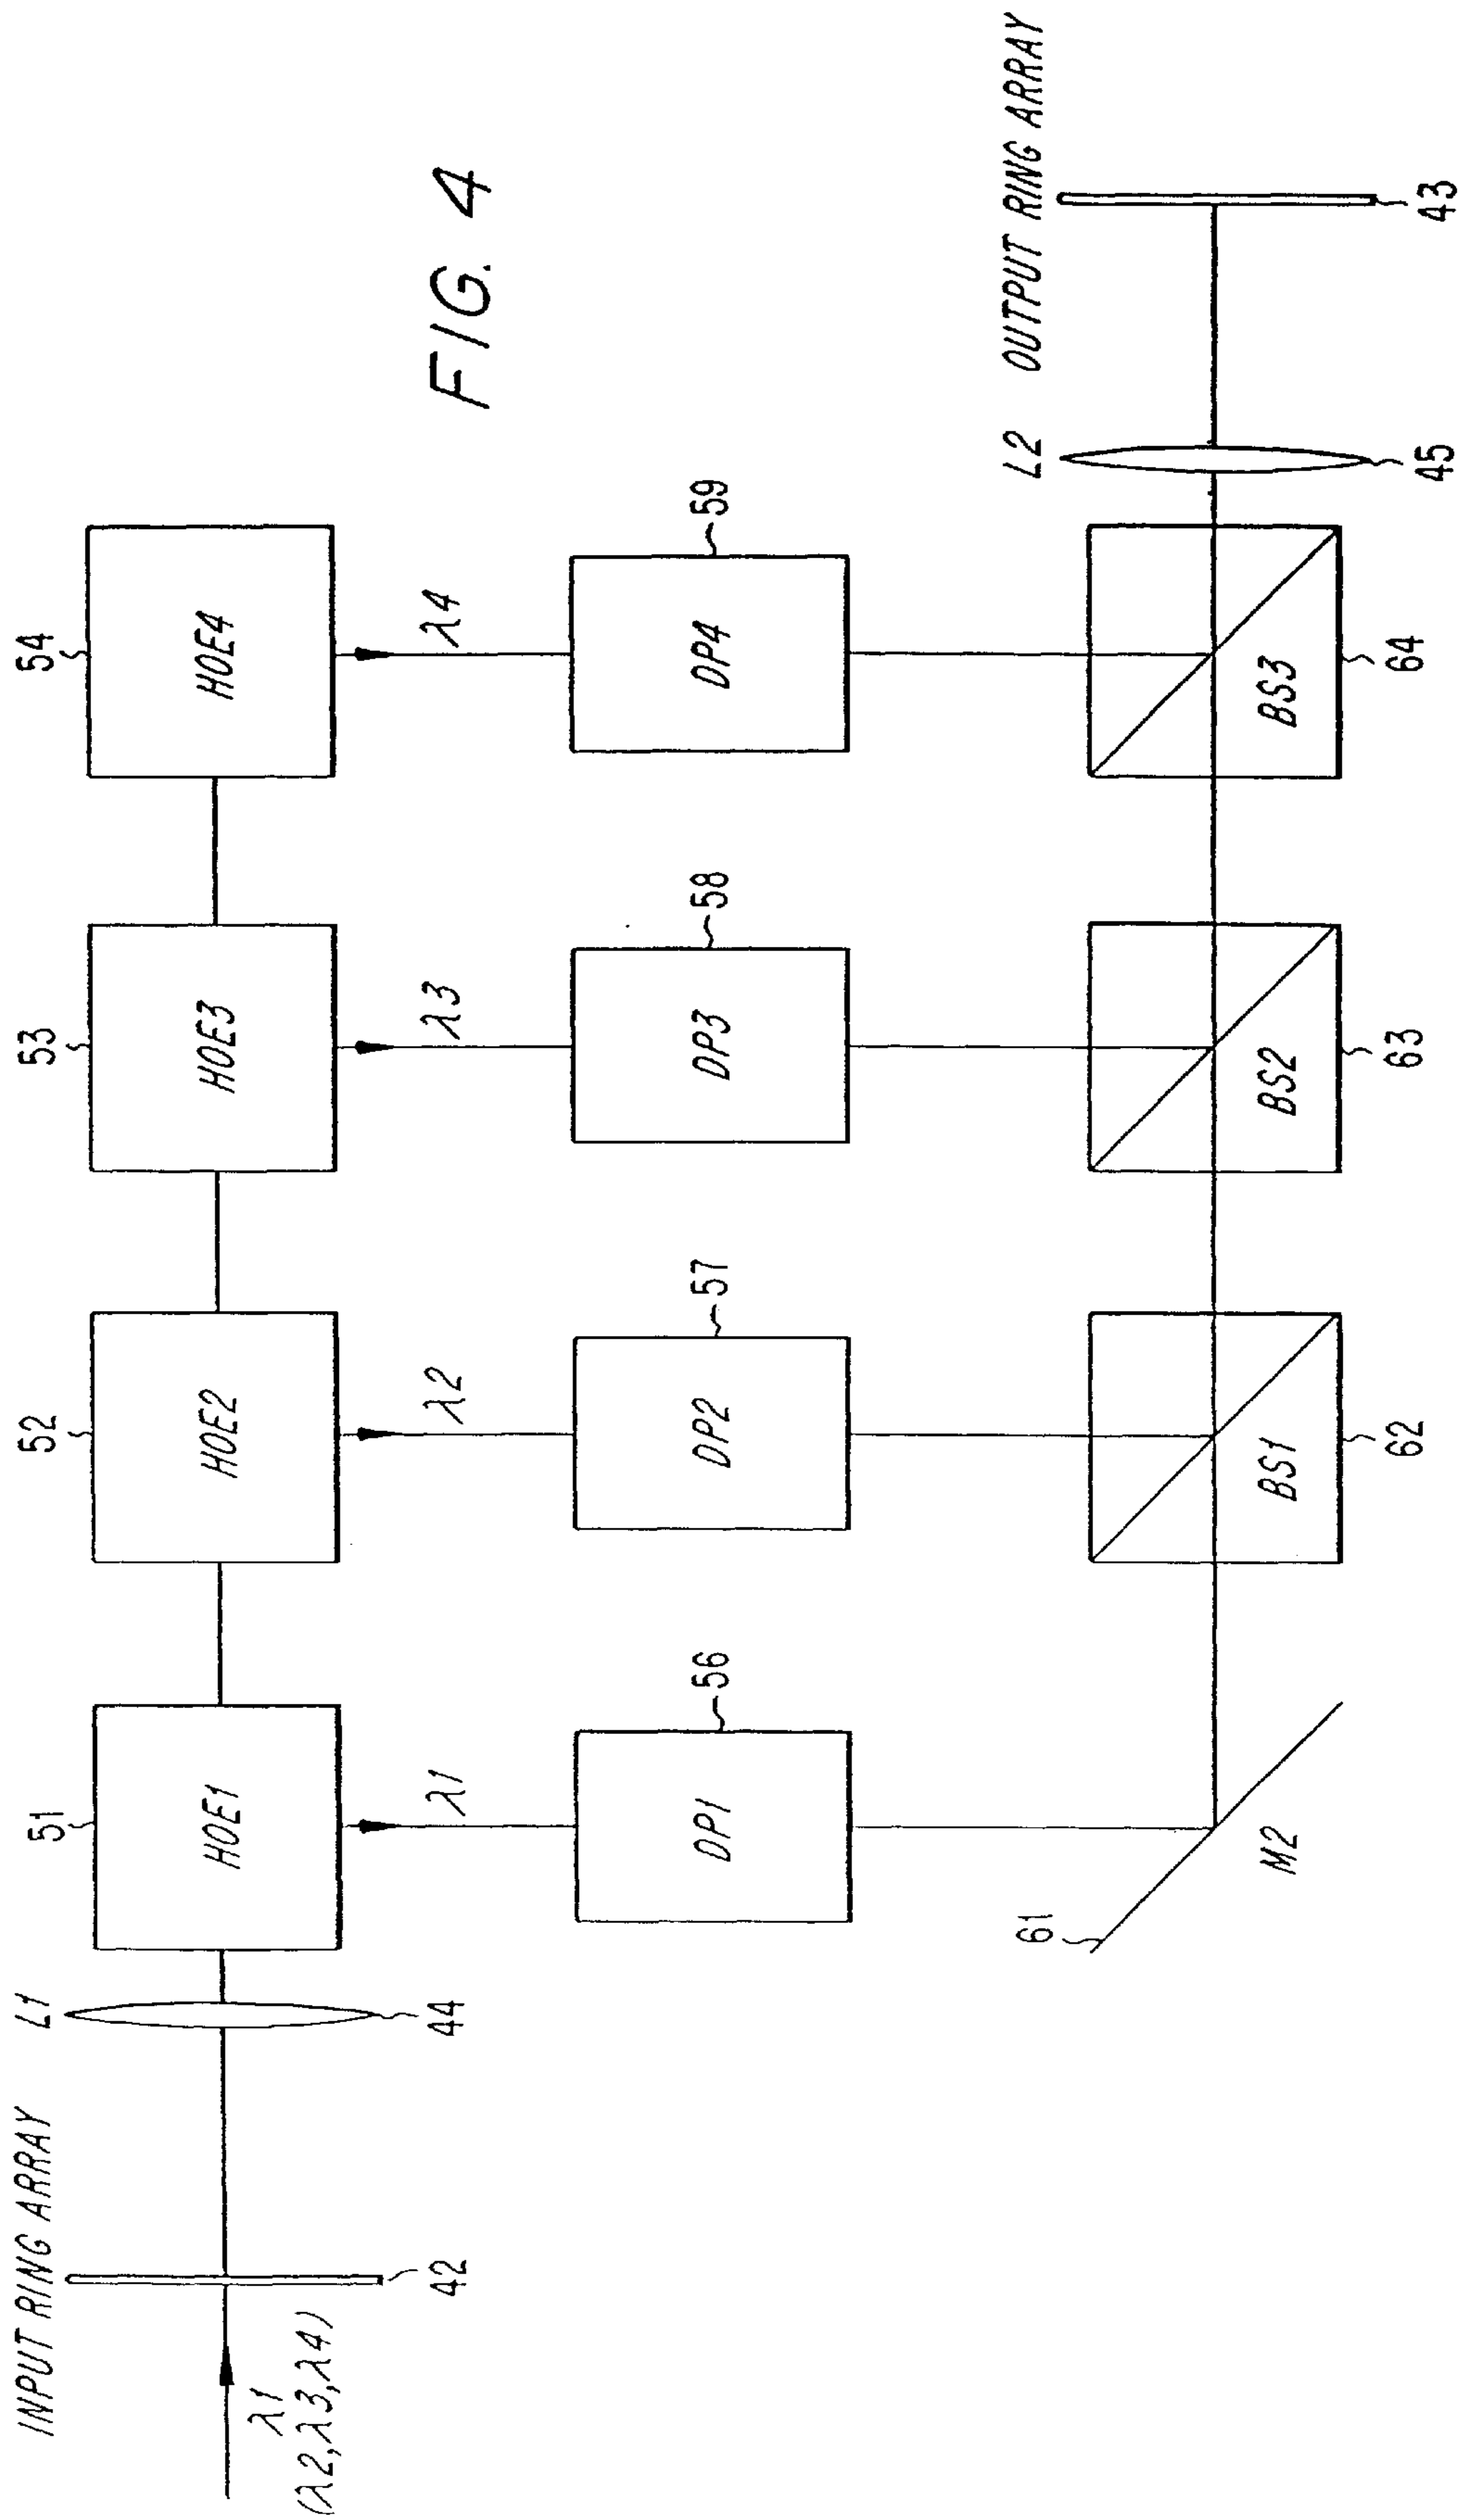 INPUT RING ARRAY
L1
51
52
53
54
HOE1
HOE2
HOE3
HOE4
λ1
(λ2,λ3,λ4)
42
44
λ1
λ2
λ3
λ4
FIG. 4
56
57
58
59
DP1
DP2
DP3
DP4
61
L2
OUTPUT RING ARRAY
M2
BS1
BS2
BS3
62
63
64
45
43